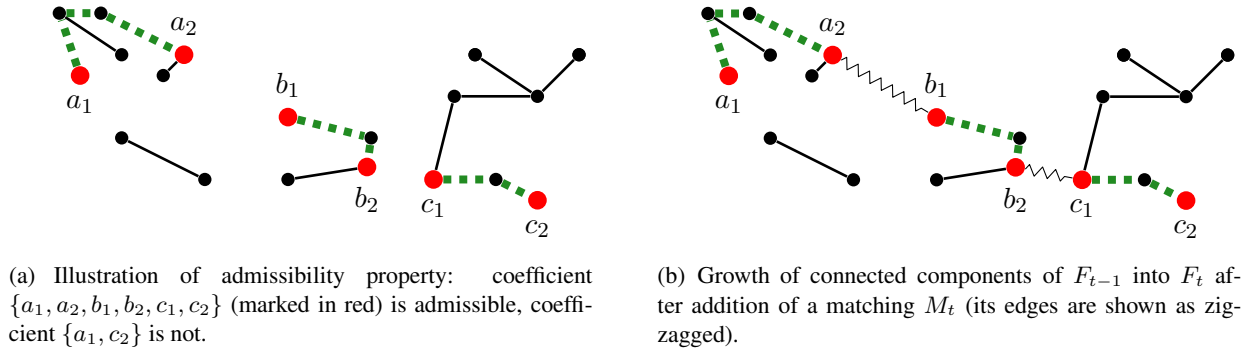 a₂ a₂
b₁ b₁
a₁ a₁
b₂ c₁ c₂ b₂ c₁ c₂
(a) Illustration of admissibility property: coefficient
{a₁, a₂, b₁, b₂, c₁, c₂} (marked in red) is admissible, coeffi-
cient {a₁, c₂} is not.
(b) Growth of connected components of Fₜ₋₁ into Fₜ af-
ter addition of a matching Mₜ (its edges are shown as zig-
zagged).